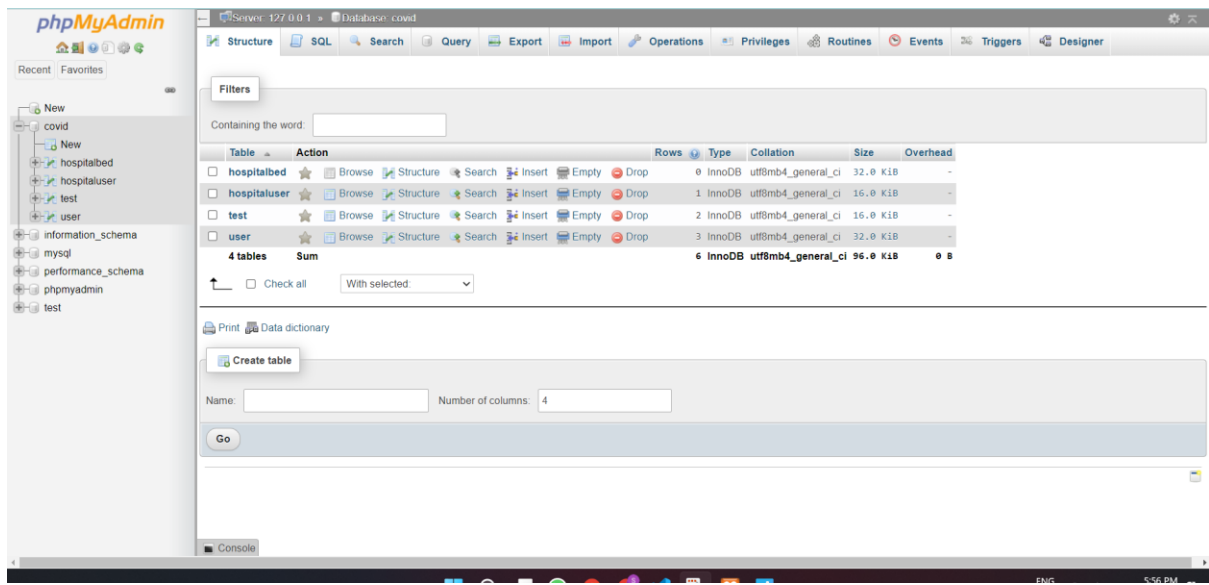 phpMyAdmin
Recent Favorites
New
covid
New
hospitalbed
hospitaluser
test
user
information_schema
mysql
performance_schema
phpmyadmin
test
Server: 127.0.0.1 » Database: covid
Structure SQL Search Query Export Import Operations Privileges Routines Events Triggers Designer
Filters
Containing the word:
Table Action Rows Type Collation Size Overhead
hospitalbed Browse Structure Search Insert Empty Drop 0 InnoDB utf8mb4_general_ci 32.0 KiB -
hospitaluser Browse Structure Search Insert Empty Drop 1 InnoDB utf8mb4_general_ci 16.0 KiB -
test Browse Structure Search Insert Empty Drop 2 InnoDB utf8mb4_general_ci 16.0 KiB -
user Browse Structure Search Insert Empty Drop 3 InnoDB utf8mb4_general_ci 32.0 KiB -
4 tables Sum 6 InnoDB utf8mb4_general_ci 96.0 KiB 0 B
Check all With selected:
Print Data dictionary
Create table
Name: Number of columns: 4
Go
Console
ENG 5:56 PM